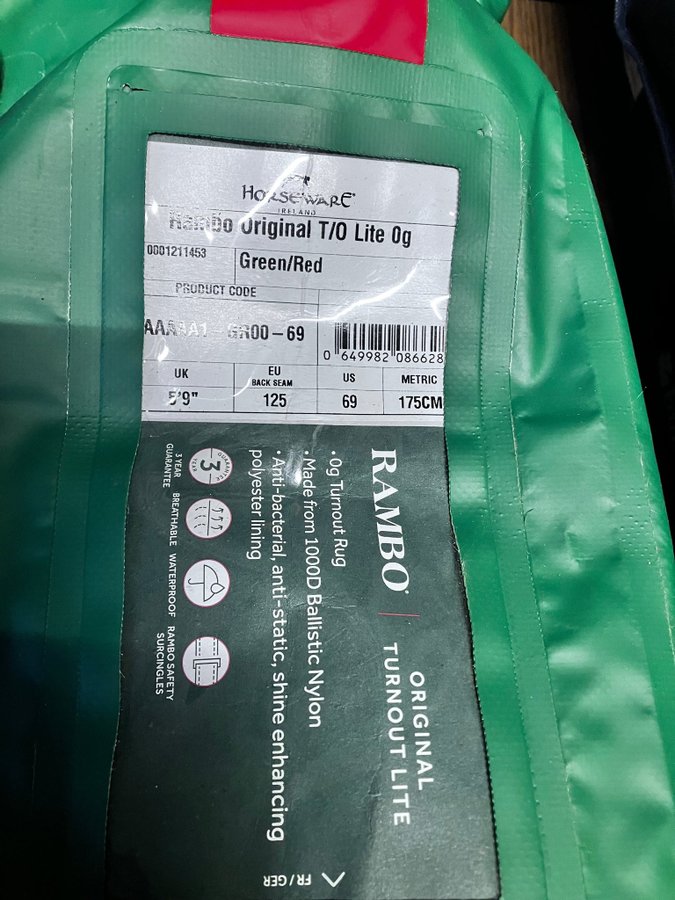 HORSEWARE
IRELAND
Rambo Original T/O Lite 0g
0001211453
Green/Red
PRODUCT CODE
GR00-69
0 649982 086628
UK
EU
BACK SEAM
US
METRIC
5'9"
125
69
175CM
RAMBO®
ORIGINAL
TURNOUT LITE
•0g Turnout Rug
•Made from 1000D Ballistic Nylon
•Anti-bacterial, anti-static, shine enhancing
polyester lining
GUARANTEE
3
YEAR
3 YEAR
GUARANTEE
BREATHABLE
WATERPROOF
RAMBO SAFETY
SURCINGLES
FR/GER